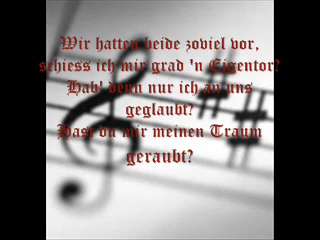 Wir hatten beide zoviel vor,
schiess ich mir grad 'n Eigentor?
Hab' denn nur ich an uns
geglaubt?
Hast du mir meinen Traum
geraubt?